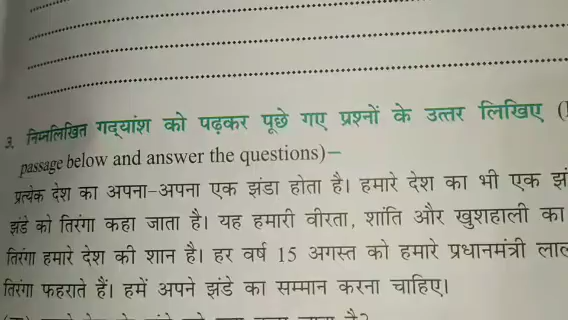 3. निम्नलिखित गद्यांश को पढ़कर पूछे गए प्रश्नों के उत्तर लिखिए (
passage below and answer the questions)–
प्रत्येक देश का अपना-अपना एक झंडा होता है। हमारे देश का भी एक
झंडे को तिरंगा कहा जाता है। यह हमारी वीरता, शांति और खुशहाली का
तिरंगा हमारे देश की शान है। हर वर्ष 15 अगस्त को हमारे प्रधानमंत्री
तिरंगा फहराते हैं। हमें अपने झंडे का सम्मान करना चाहिए।